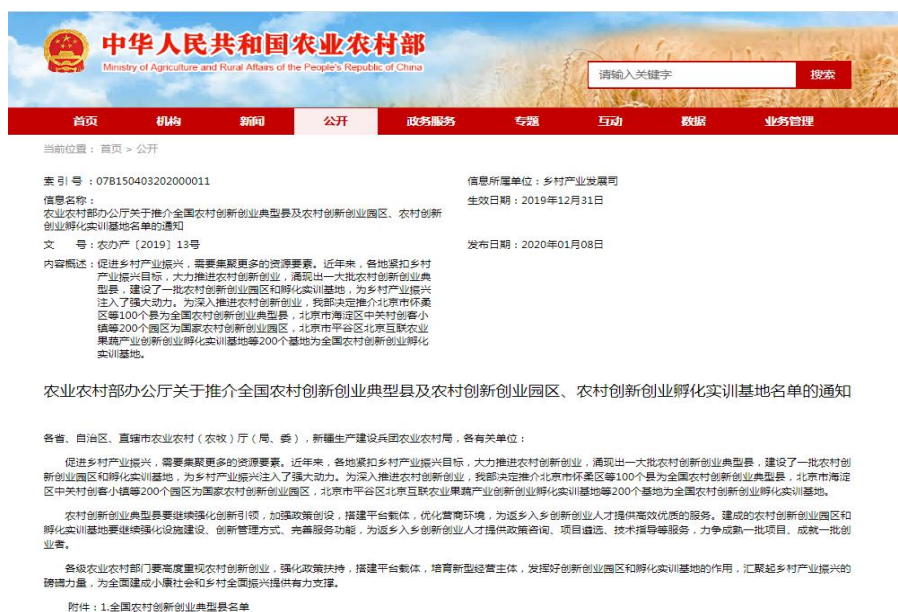 中华人民共和国农业农村部
Ministry of Agriculture and Rural Affairs of the People's Republic of China
请输入关键字 搜索
首页 机构 新闻 公开 政务服务 专题 互动 数据 业务管理
当前位置：首页 > 公开
索 引 号 ：07B150403202000011 信息所属单位：乡村产业发展司
信息名称： 生效日期：2019年12月31日
农业农村部办公厅关于推介全国农村创新创业典型县及农村创新创业园区、农村创新
创业孵化实训基地名单的通知
文 号：农办产〔2019〕13号 发布日期：2020年01月08日
内容概述：促进乡村产业振兴，需要集聚更多的资源要素。近年来，各地紧扣乡村
产业振兴目标，大力推进农村创新创业，涌现出一大批农村创新创业典
型县，建设了一批农村创新创业园区和孵化实训基地，为乡村产业振兴
注入了强大动力。为深入推进农村创新创业，我部决定推介北京市怀柔
区等100个县为全国农村创新创业典型县，北京市海淀区中关村创客小
镇等200个园区为国家农村创新创业园区，北京市平谷区北京互联农业
果蔬产业创新创业孵化实训基地等200个基地为全国农村创新创业孵化
实训基地。
农业农村部办公厅关于推介全国农村创新创业典型县及农村创新创业园区、农村创新创业孵化实训基地名单的通知
各省、自治区、直辖市农业农村（农牧）厅（局、委），新疆生产建设兵团农业农村局，各有关单位：
促进乡村产业振兴，需要集聚更多的资源要素。近年来，各地紧扣乡村产业振兴目标，大力推进农村创新创业，涌现出一大批农村创新创业典型县，建设了一批农村创
新创业园区和孵化实训基地，为乡村产业振兴注入了强大动力。为深入推进农村创新创业，我部决定推介北京市怀柔区等100个县为全国农村创新创业典型县，北京市海淀
区中关村创客小镇等200个园区为国家农村创新创业园区，北京市平谷区北京互联农业果蔬产业创新创业孵化实训基地等200个基地为全国农村创新创业孵化实训基地。
农村创新创业典型县要继续强化创新引领，加强政策创设，搭建平台载体，优化营商环境，为返乡入乡创新创业人才提供高效优质的服务。建成的农村创新创业园区和
孵化实训基地要继续强化设施建设、创新管理方式、完善服务功能，为返乡入乡创新创业人才提供政策咨询、项目遴选、技术指导等服务，力争成熟一批项目、成就一批创
业者。
各级农业农村部门要高度重视农村创新创业，强化政策扶持，搭建平台载体，培育新型经营主体，发挥好创新创业园区和孵化实训基地的作用，汇聚起乡村产业振兴的
磅礴力量，为全面建成小康社会和乡村全面振兴提供有力支撑。
附件：1.全国农村创新创业典型县名单